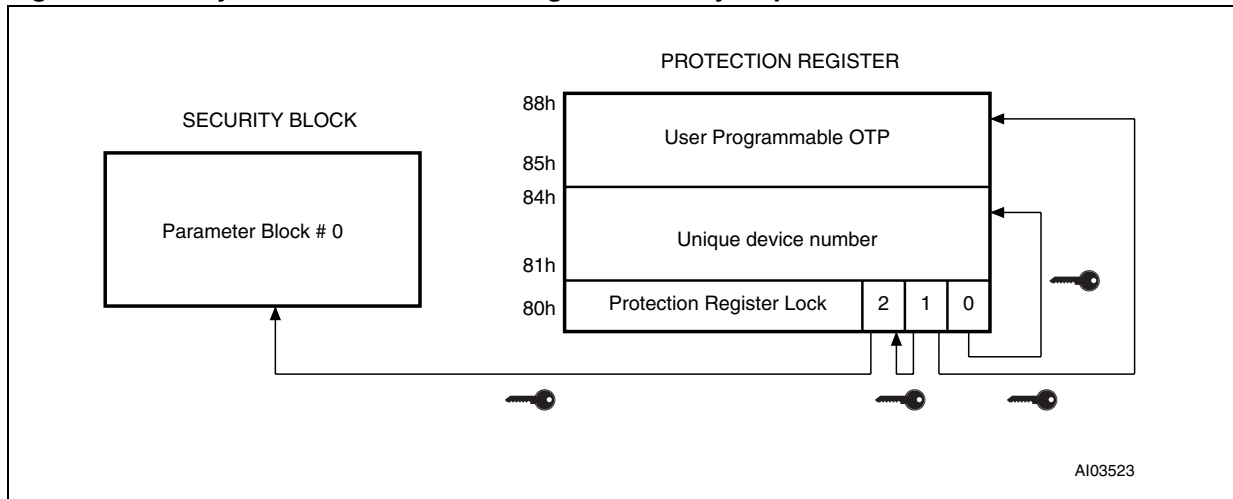 PROTECTION REGISTER
SECURITY BLOCK
88h
User Programmable OTP
85h
84h
Parameter Block # 0
Unique device number
81h
80h
Protection Register Lock
2
1
0
AI03523